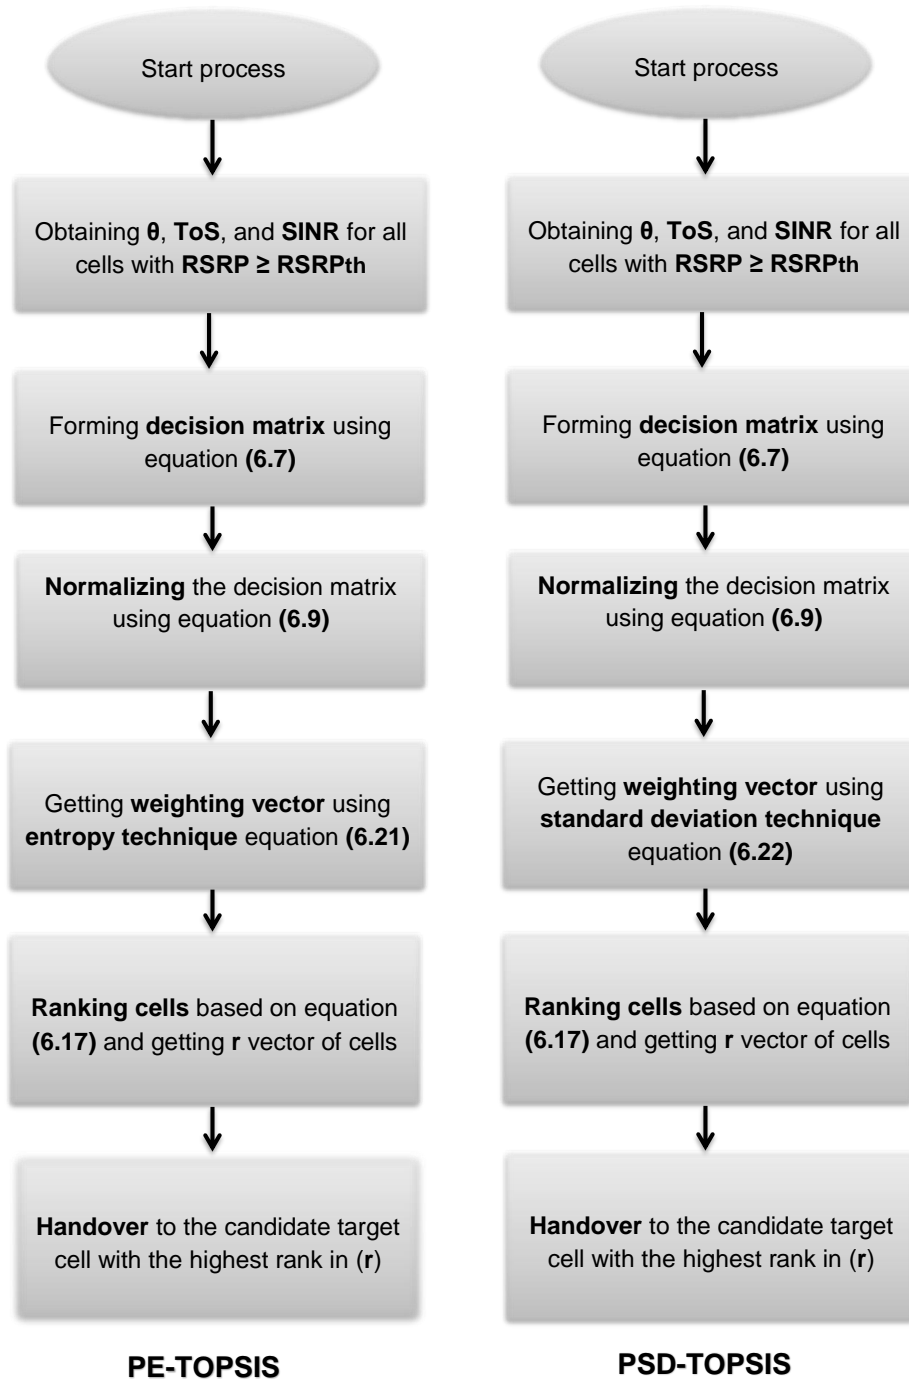 Start process
Obtaining θ, ToS, and SINR for all
cells with RSRP ≥ RSRPth
Forming decision matrix using
equation (6.7)
Normalizing the decision matrix
using equation (6.9)
Getting weighting vector using
entropy technique equation (6.21)
Ranking cells based on equation
(6.17) and getting r vector of cells
Handover to the candidate target
cell with the highest rank in (r)
PE-TOPSIS
Start process
Obtaining θ, ToS, and SINR for all
cells with RSRP ≥ RSRPth
Forming decision matrix using
equation (6.7)
Normalizing the decision matrix
using equation (6.9)
Getting weighting vector using
standard deviation technique
equation (6.22)
Ranking cells based on equation
(6.17) and getting r vector of cells
Handover to the candidate target
cell with the highest rank in (r)
PSD-TOPSIS